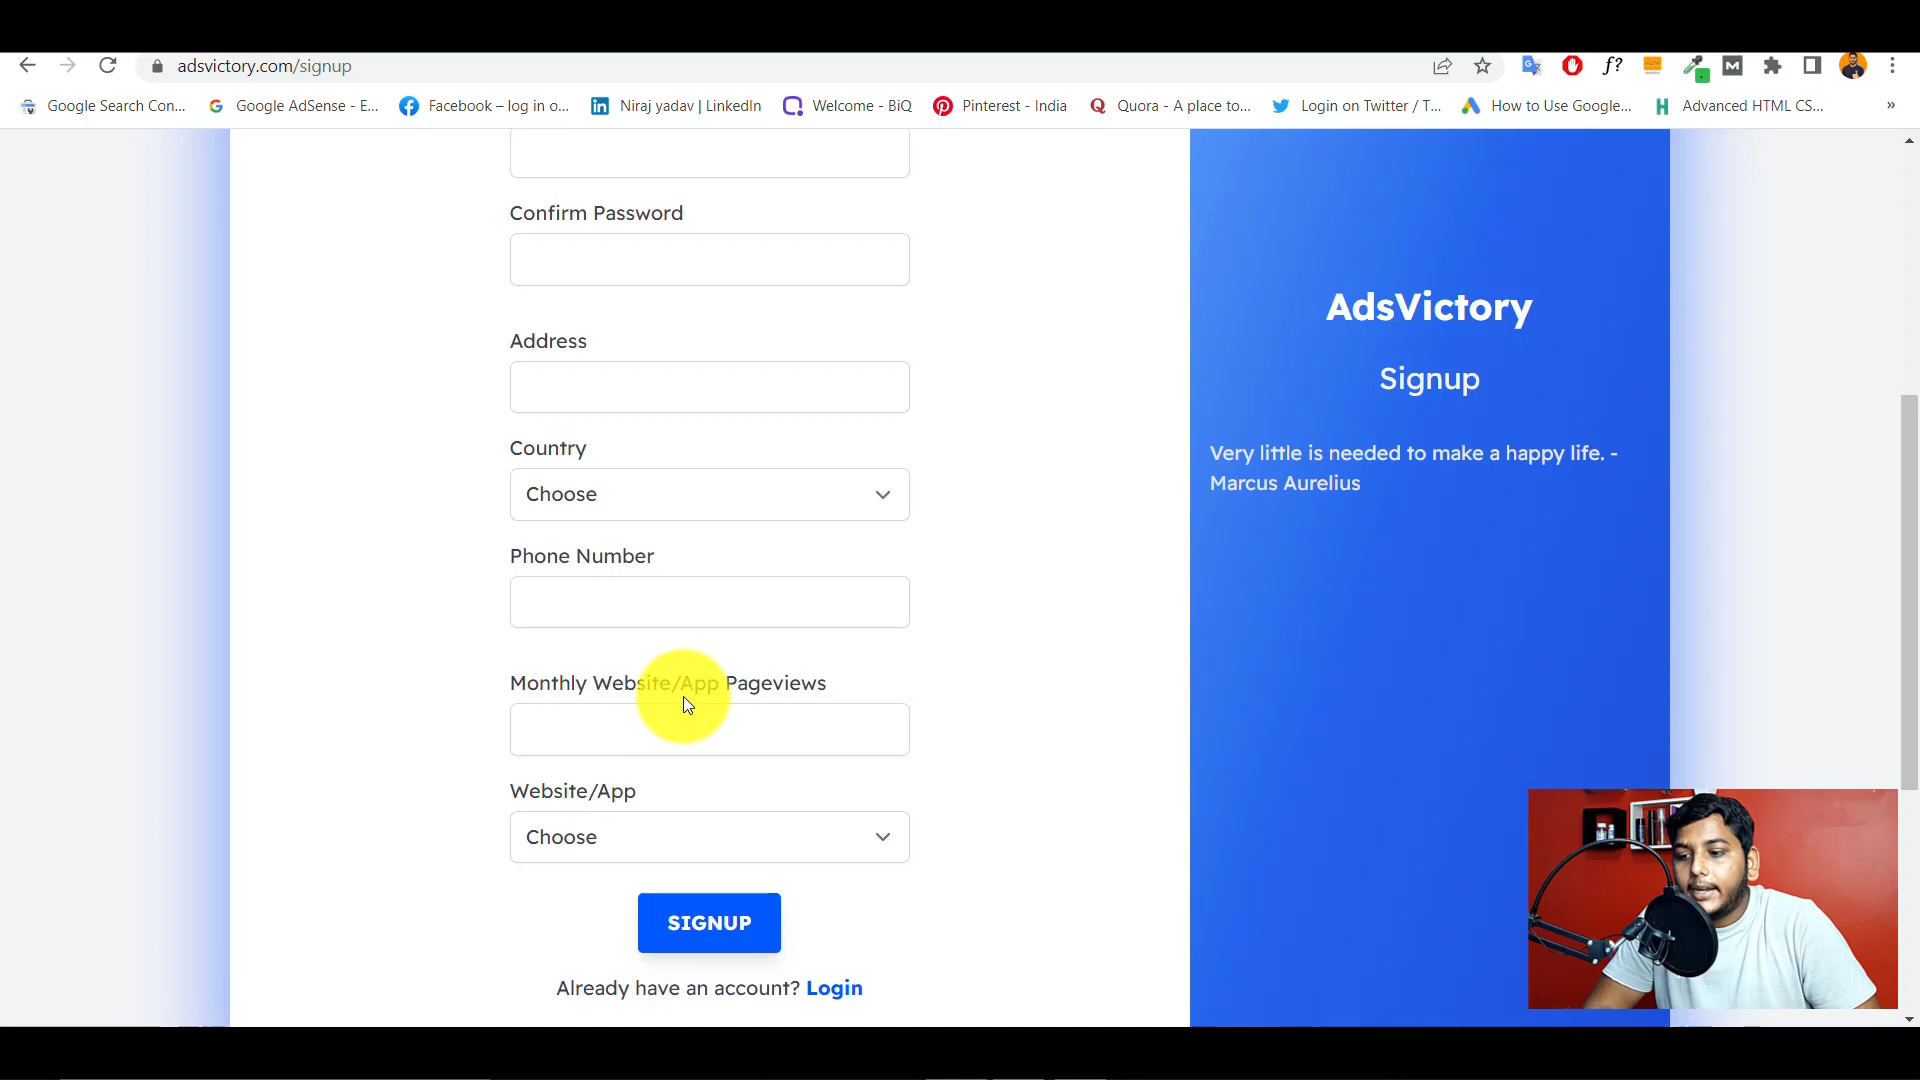 adsvictory.com/signup
f?
M
Google Search Con...
Google AdSense - E...
Facebook – log in o...
Niraj yadav | LinkedIn
Welcome - BiQ
Pinterest - India
Quora - A place to...
Login on Twitter / T...
How to Use Google...
Advanced HTML CS...
»
Confirm Password
Address
Country
Choose
Phone Number
Monthly Website/App Pageviews
Website/App
Choose
SIGNUP
Already have an account? Login
AdsVictory
Signup
Very little is needed to make a happy life. -
Marcus Aurelius